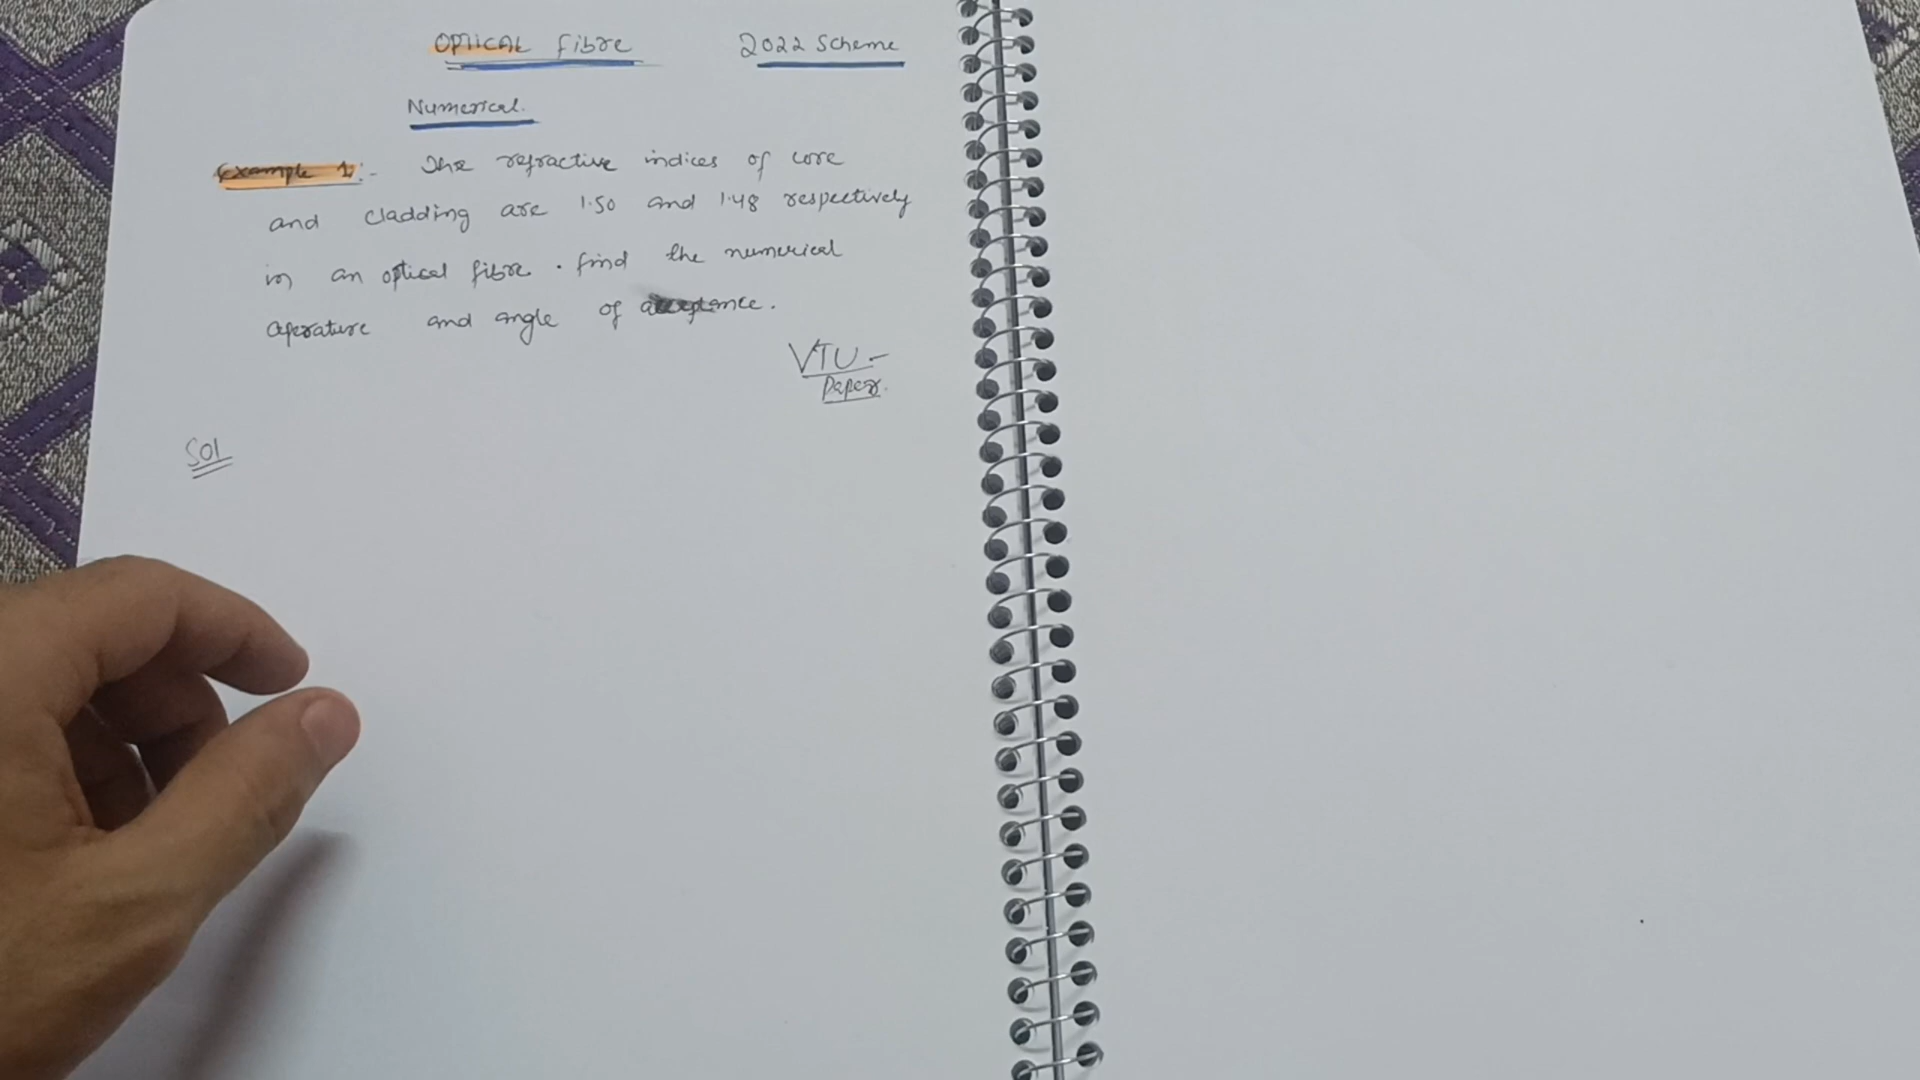 OPTICAL fibre 2022 Scheme
Numerical.
Example 1:- The refractive indices of core
and cladding are 1.50 and 1.48 respectively
in an optical fibre. find the numerical
aperature and angle of acceptance.
VTU -
Paper.
Sol